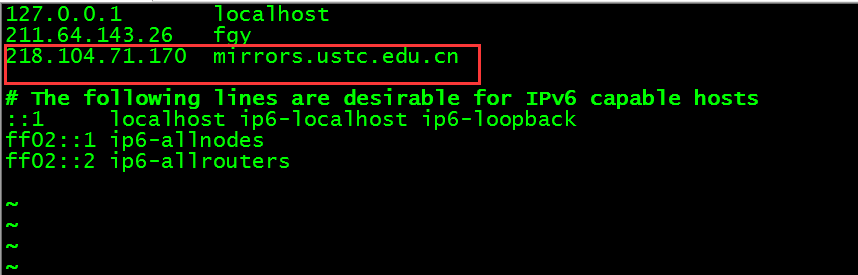 127.0.0.1       localhost
211.64.143.26   fgy
218.104.71.170  mirrors.ustc.edu.cn
# The following lines are desirable for IPv6 capable hosts
::1     localhost ip6-localhost ip6-loopback
ff02::1 ip6-allnodes
ff02::2 ip6-allrouters
~
~
~
~